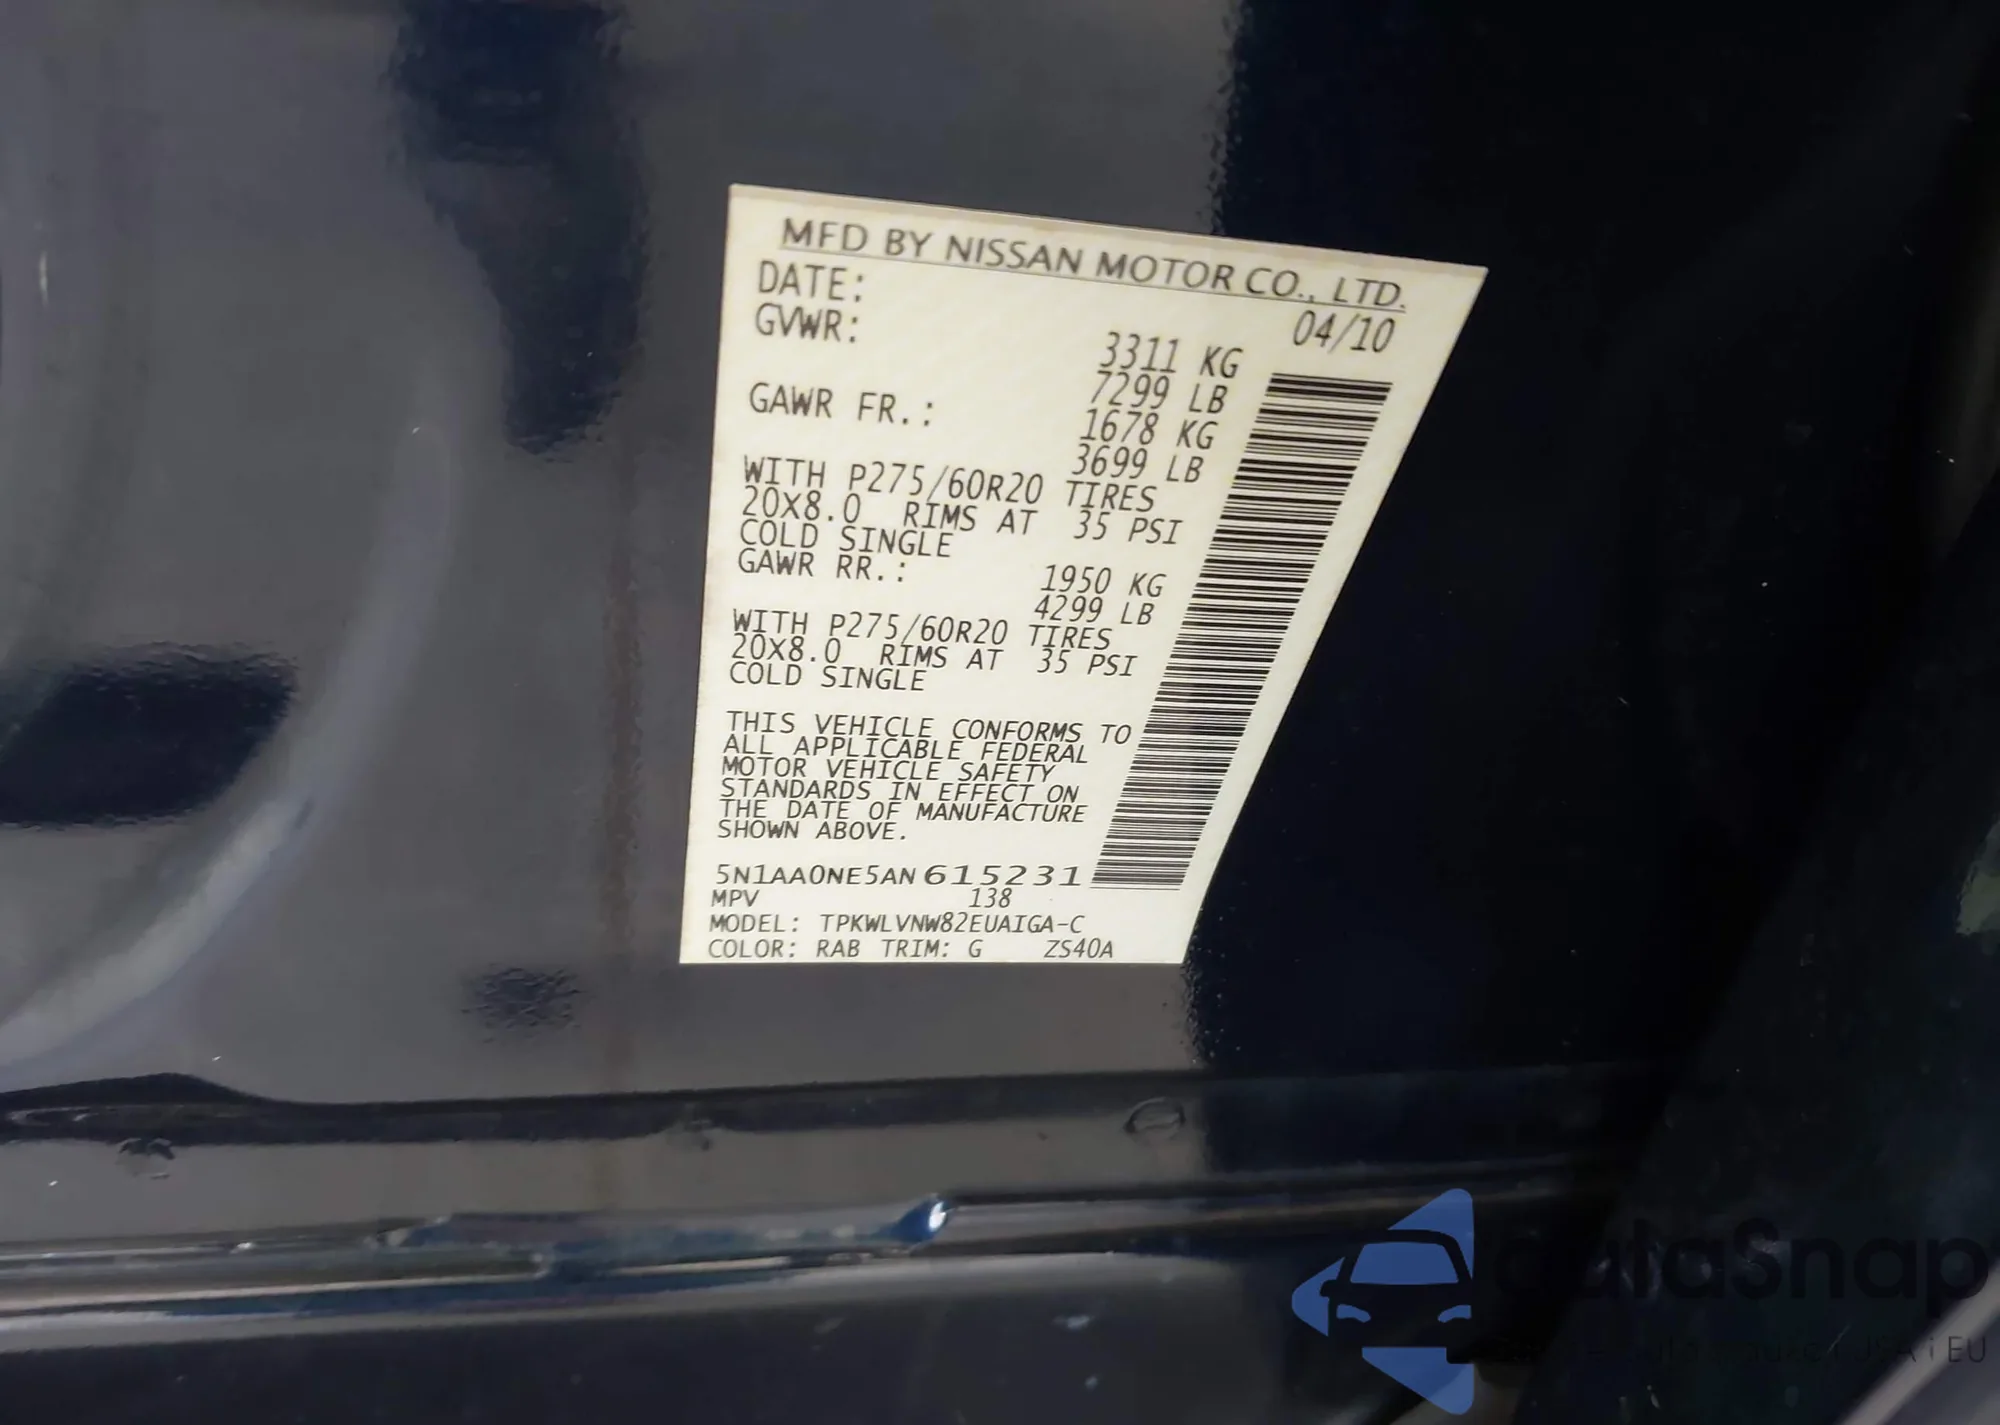 MFD BY NISSAN MOTOR CO., LTD.
DATE: 04/10
GVWR: 3311 KG
7299 LB
GAWR FR.: 1678 KG
3699 LB
WITH P275/60R20 TIRES
20X8.0 RIMS AT 35 PSI
COLD SINGLE
GAWR RR.: 1950 KG
4299 LB
WITH P275/60R20 TIRES
20X8.0 RIMS AT 35 PSI
COLD SINGLE
THIS VEHICLE CONFORMS TO
ALL APPLICABLE FEDERAL
MOTOR VEHICLE SAFETY
STANDARDS IN EFFECT ON
THE DATE OF MANUFACTURE
SHOWN ABOVE.
5N1AA0NE5AN615231
MPV 138
MODEL: TPKWLVNW82EUAIGA-C
COLOR: RAB TRIM: G ZS40A
autaSnap
i EU